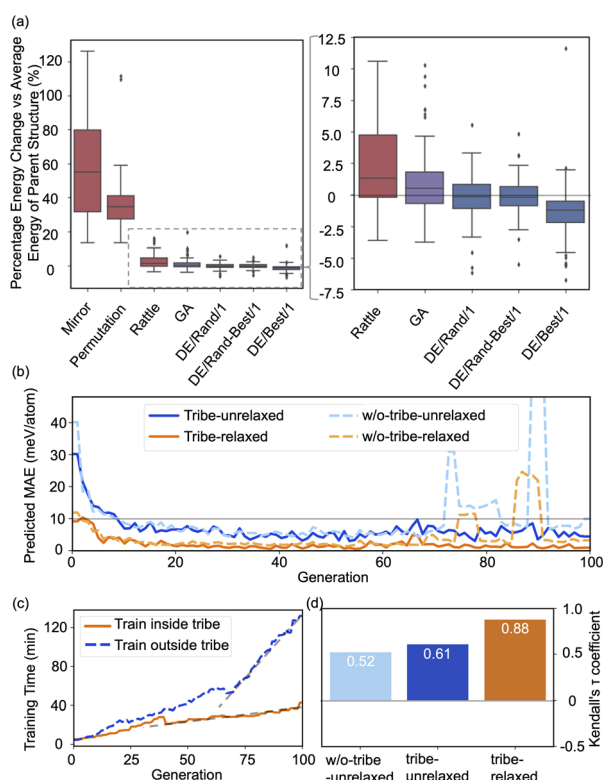 (a)
Percentage Energy Change vs Average
Energy of Parent Structure (%)
120
100
80
60
40
20
0
Mirror
Permutation
Rattle
GA
DE/Rand/1
DE/Rand-Best/1
DE/Best/1
12.5
10.0
7.5
5.0
2.5
0
-2.5
-5.0
-7.5
Rattle
GA
DE/Rand/1
DE/Rand-Best/1
DE/Best/1
(b)
Predicted MAE (meV/atom)
40
30
20
10
0
Tribe-unrelaxed
w/o-tribe-unrelaxed
Tribe-relaxed
w/o-tribe-relaxed
0 20 40 60 80 100
Generation
(c)
Training Time (min)
120
80
40
0
Train inside tribe
Train outside tribe
0 25 50 75 100
Generation
(d)
0.52
0.61
0.88
1.0
0.5
0
-0.5
Kendall's τ coefficient
w/o-tribe
-unrelaxed
tribe-
unrelaxed
tribe-
relaxed